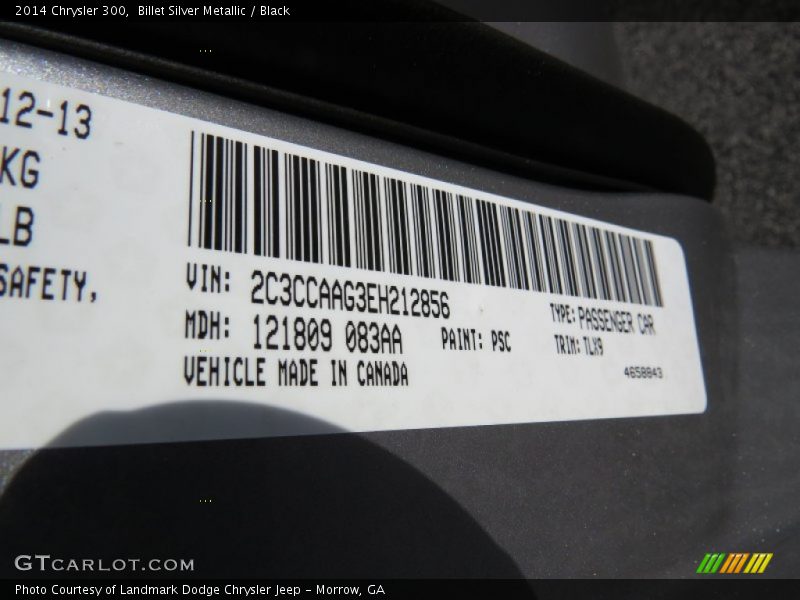 2014 Chrysler 300, Billet Silver Metallic / Black
12-13
KG
LB
SAFETY,
VIN: 2C3CCAAG3EH212856
MDH: 121809 083AA
PAINT: PSC
VEHICLE MADE IN CANADA
TYPE: PASSENGER CAR
TRIM: TLX9
4658843
GTCARLOT.COM
Photo Courtesy of Landmark Dodge Chrysler Jeep - Morrow, GA